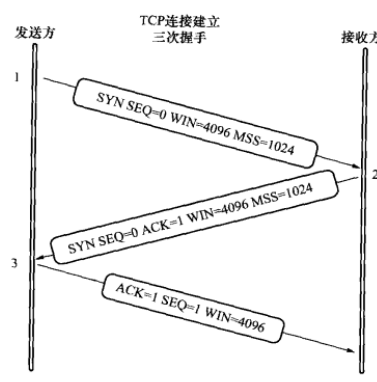 发送方
TCP连接建立
三次握手
接收方
1
SYN SEQ=0 WIN=4096 MSS=1024
2
SYN SEQ=0 ACK=1 WIN=4096 MSS=1024
3
ACK=1 SEQ=1 WIN=4096